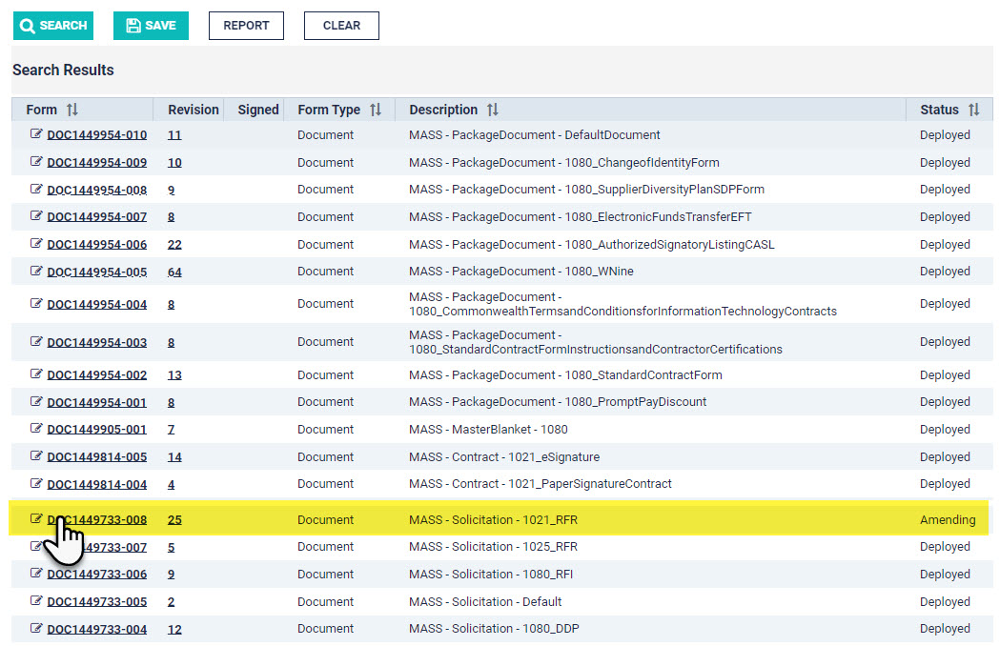 SEARCH SAVE REPORT CLEAR
Search Results
Form Revision Signed Form Type Description Status
DOC1449954-010 11 Document MASS - PackageDocument - DefaultDocument Deployed
DOC1449954-009 10 Document MASS - PackageDocument - 1080_ChangeofIdentityForm Deployed
DOC1449954-008 9 Document MASS - PackageDocument - 1080_SupplierDiversityPlanSDPForm Deployed
DOC1449954-007 8 Document MASS - PackageDocument - 1080_ElectronicFundsTransferEFT Deployed
DOC1449954-006 22 Document MASS - PackageDocument - 1080_AuthorizedSignatoryListingCASL Deployed
DOC1449954-005 64 Document MASS - PackageDocument - 1080_WNine Deployed
DOC1449954-004 8 Document MASS - PackageDocument - 
1080_CommonwealthTermsandConditionsforInformationTechnologyContracts Deployed
DOC1449954-003 8 Document MASS - PackageDocument - 
1080_StandardContractFormInstructionsandContractorCertifications Deployed
DOC1449954-002 13 Document MASS - PackageDocument - 1080_StandardContractForm Deployed
DOC1449954-001 8 Document MASS - PackageDocument - 1080_PromptPayDiscount Deployed
DOC1449905-001 7 Document MASS - MasterBlanket - 1080 Deployed
DOC1449814-005 14 Document MASS - Contract - 1021_eSignature Deployed
DOC1449814-004 4 Document MASS - Contract - 1021_PaperSignatureContract Deployed
DOC1449733-008 25 Document MASS - Solicitation - 1021_RFR Amending
49733-007 5 Document MASS - Solicitation - 1025_RFR Deployed
DOC1449733-006 9 Document MASS - Solicitation - 1080_RFI Deployed
DOC1449733-005 2 Document MASS - Solicitation - Default Deployed
DOC1449733-004 12 Document MASS - Solicitation - 1080_DDP Deployed